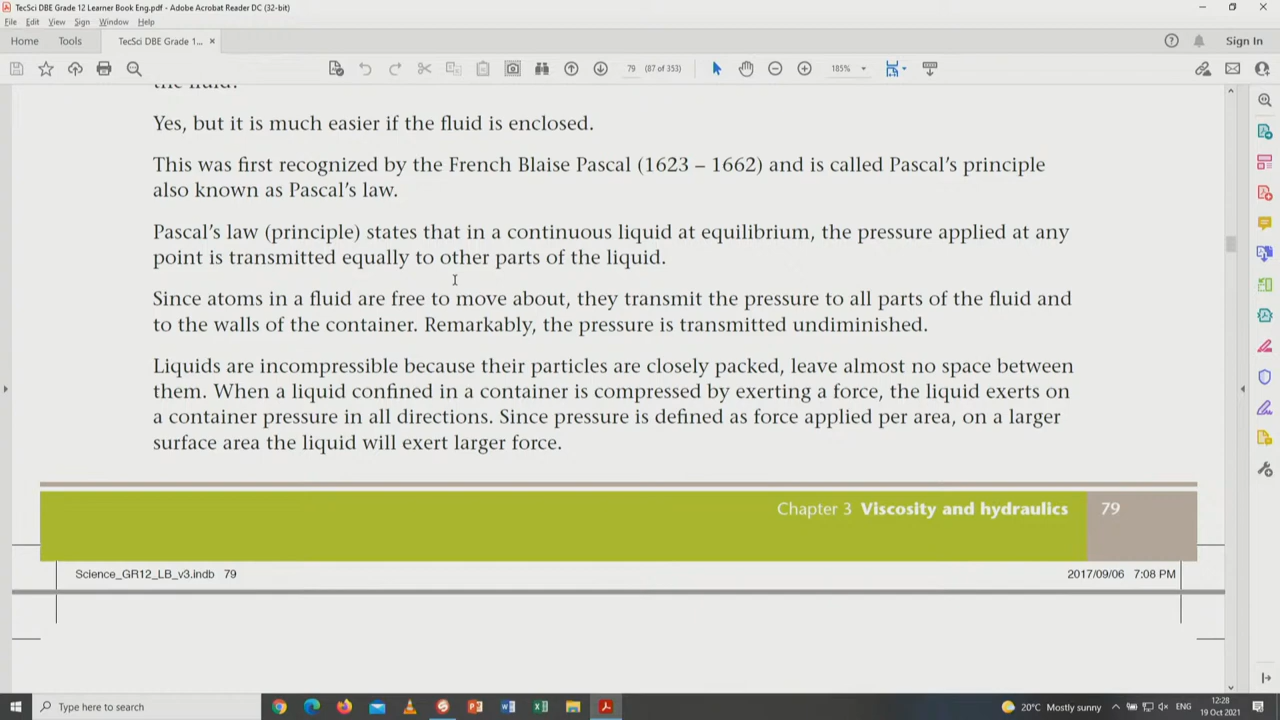 TecSci DBE Grade 12 Learner Book Eng.pdf - Adobe Acrobat Reader DC (32-bit)
File Edit View Sign Window Help
Home Tools TecSci DBE Grade 1... × Sign In
79 (87 of 353) 185%
the fluid?
Yes, but it is much easier if the fluid is enclosed.
This was first recognized by the French Blaise Pascal (1623 – 1662) and is called Pascal's principle
also known as Pascal's law.
Pascal's law (principle) states that in a continuous liquid at equilibrium, the pressure applied at any
point is transmitted equally to other parts of the liquid.
Since atoms in a fluid are free to move about, they transmit the pressure to all parts of the fluid and
to the walls of the container. Remarkably, the pressure is transmitted undiminished.
Liquids are incompressible because their particles are closely packed, leave almost no space between
them. When a liquid confined in a container is compressed by exerting a force, the liquid exerts on
a container pressure in all directions. Since pressure is defined as force applied per area, on a larger
surface area the liquid will exert larger force.
Chapter 3 Viscosity and hydraulics 79
Science_GR12_LB_v3.indb 79 2017/09/06 7:08 PM
Type here to search 20°C Mostly sunny ENG 12:28
19 Oct 2021